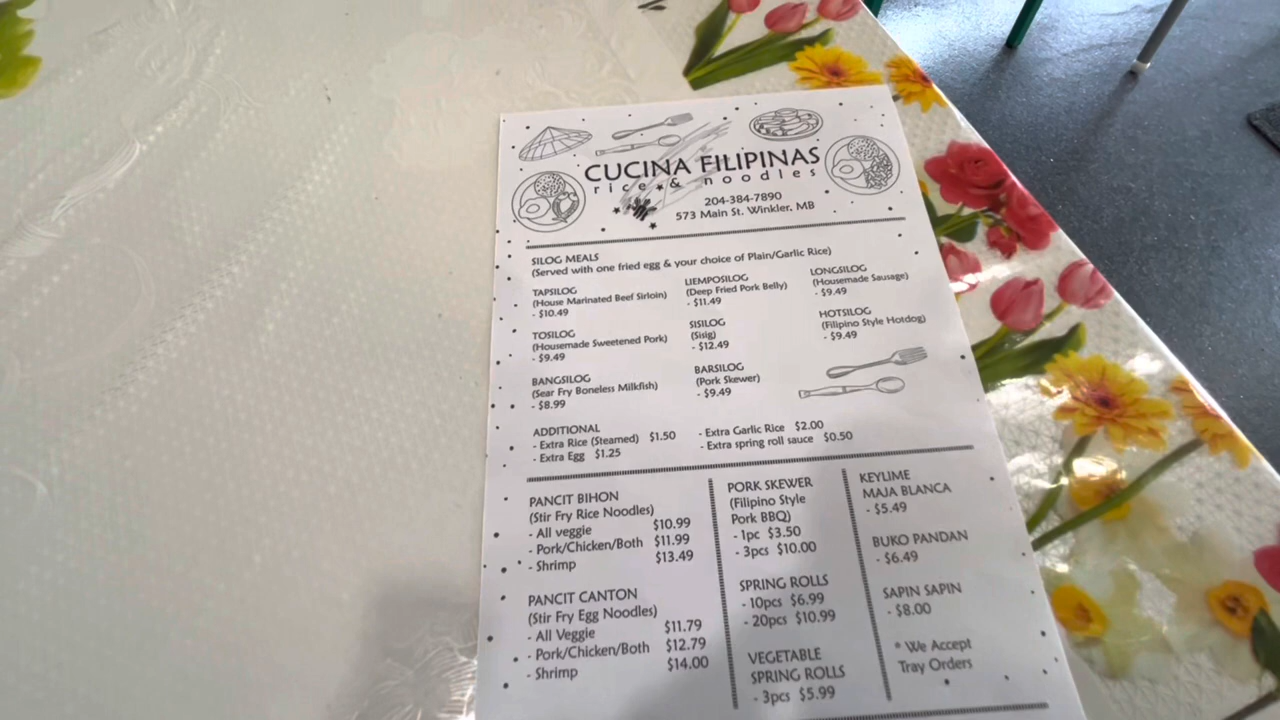 CUCINA FILIPINAS
rice & noodles
204-384-7890
573 Main St. Winkler, MB
SILOG MEALS
(Served with one fried egg & your choice of Plain/Garlic Rice)
TAPSILOG
(House Marinated Beef Sirloin)
- $10.49
LIEMPOSILOG
(Deep Fried Pork Belly)
- $11.49
LONGSILOG
(Housemade Sausage)
- $9.49
TOSILOG
(Housemade Sweetened Pork)
- $9.49
SISILOG
(Sisig)
- $12.49
HOTSILOG
(Filipino Style Hotdog)
- $9.49
BANGSILOG
(Sear Fry Boneless Milkfish)
- $8.99
BARSILOG
(Pork Skewer)
- $9.49
ADDITIONAL
- Extra Rice (Steamed) $1.50
- Extra Egg $1.25
- Extra Garlic Rice $2.00
- Extra spring roll sauce $0.50
PANCIT BIHON
(Stir Fry Rice Noodles)
- All veggie $10.99
- Pork/Chicken/Both $11.99
- Shrimp $13.49
PANCIT CANTON
(Stir Fry Egg Noodles)
- All Veggie $11.79
- Pork/Chicken/Both $12.79
- Shrimp $14.00
PORK SKEWER
(Filipino Style
Pork BBQ)
- 1pc $3.50
- 3pcs $10.00
SPRING ROLLS
- 10pcs $6.99
- 20pcs $10.99
VEGETABLE
SPRING ROLLS
- 3pcs $5.99
KEYLIME
MAJA BLANCA
- $5.49
BUKO PANDAN
- $6.49
SAPIN SAPIN
- $8.00
* We Accept
Tray Orders